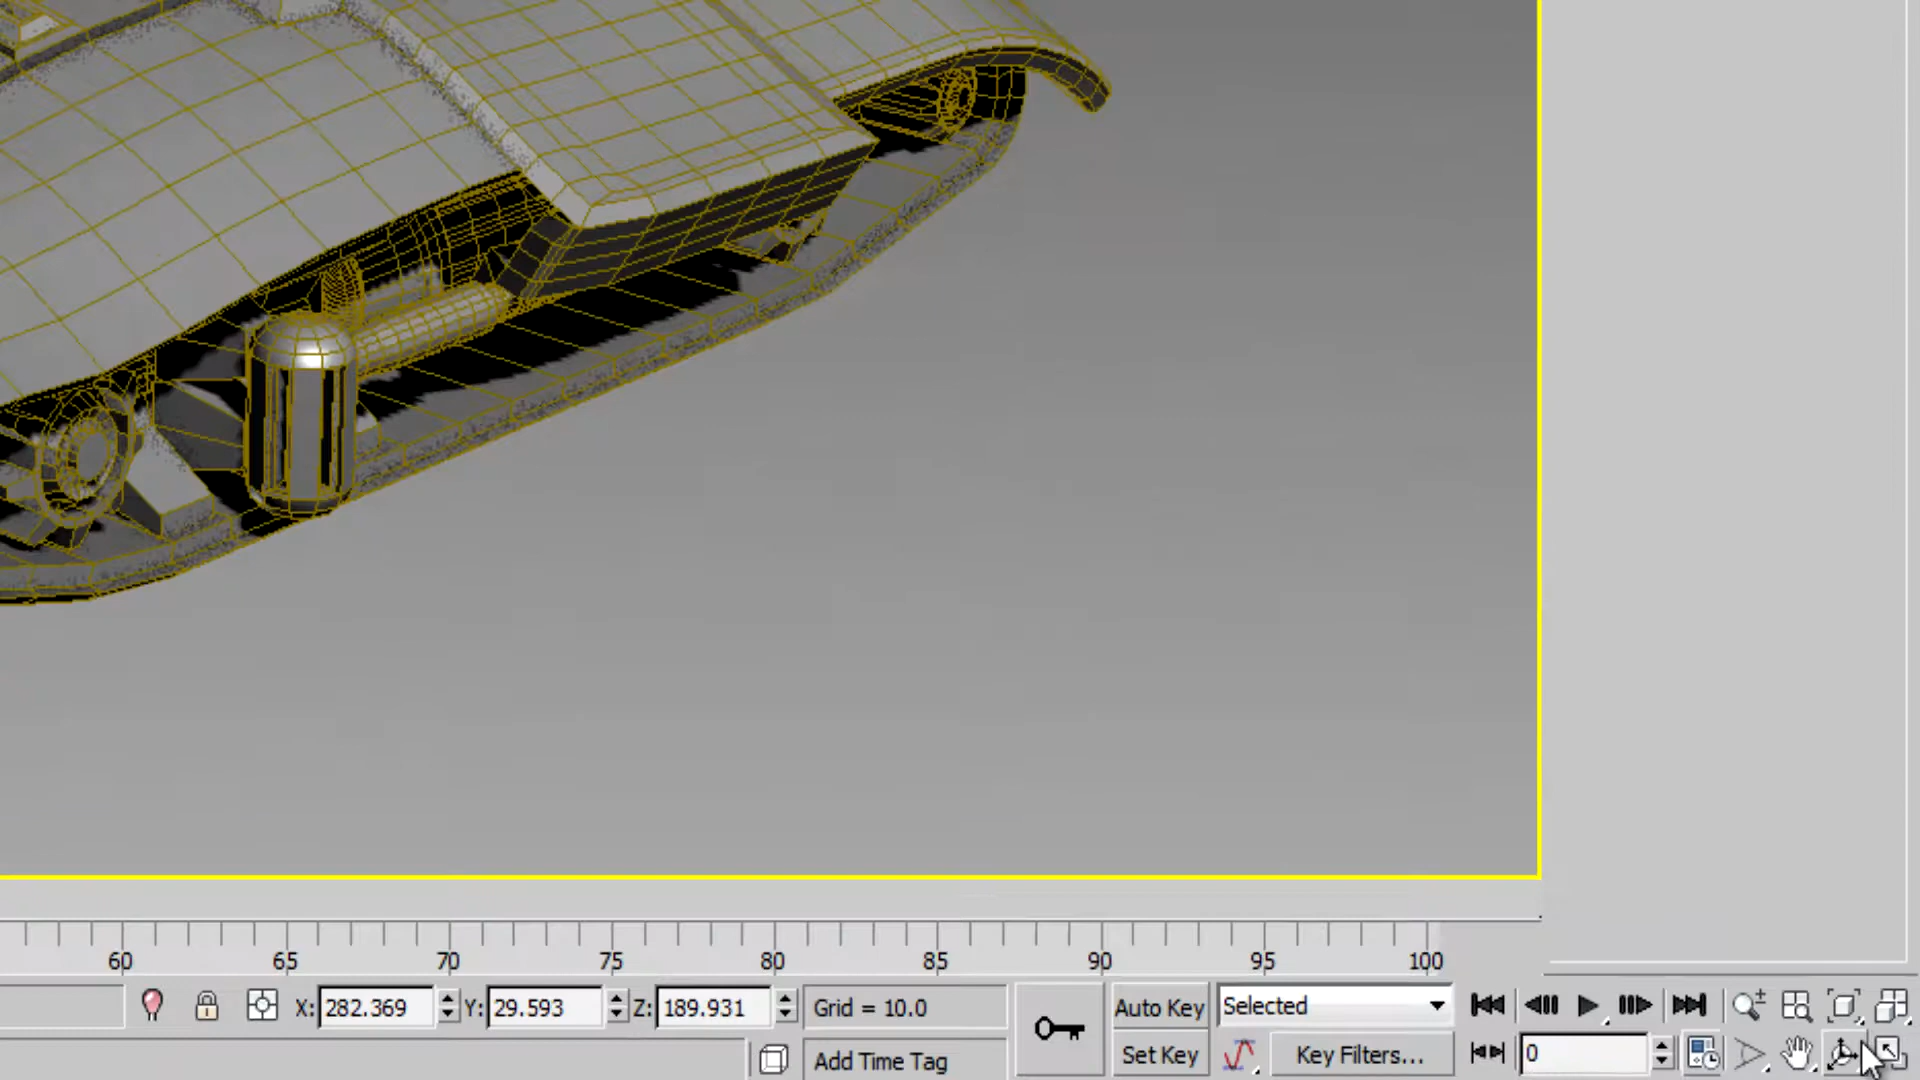 60 65 70 75 80 85 90 95 100
X: 282.369 Y: 29.593 Z: 189.931 Grid = 10.0 Auto Key Selected
Add Time Tag Set Key Key Filters... 0